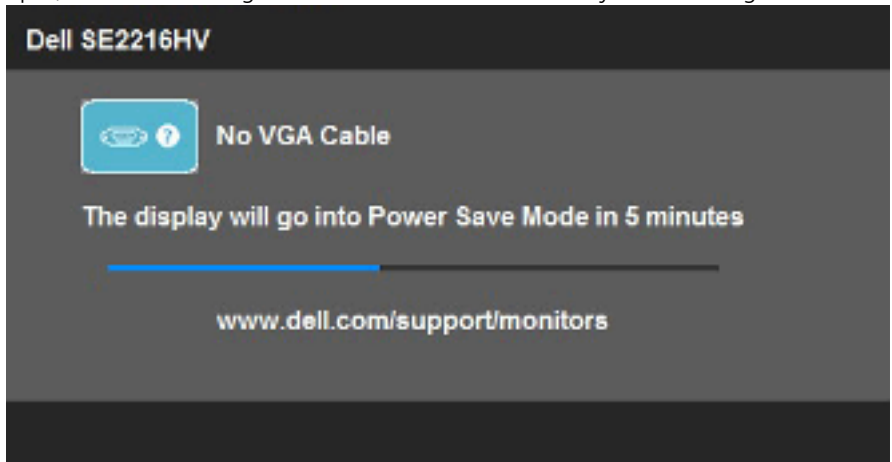 Dell SE2216HV
?
No VGA Cable
The display will go into Power Save Mode in 5 minutes
www.dell.com/support/monitors